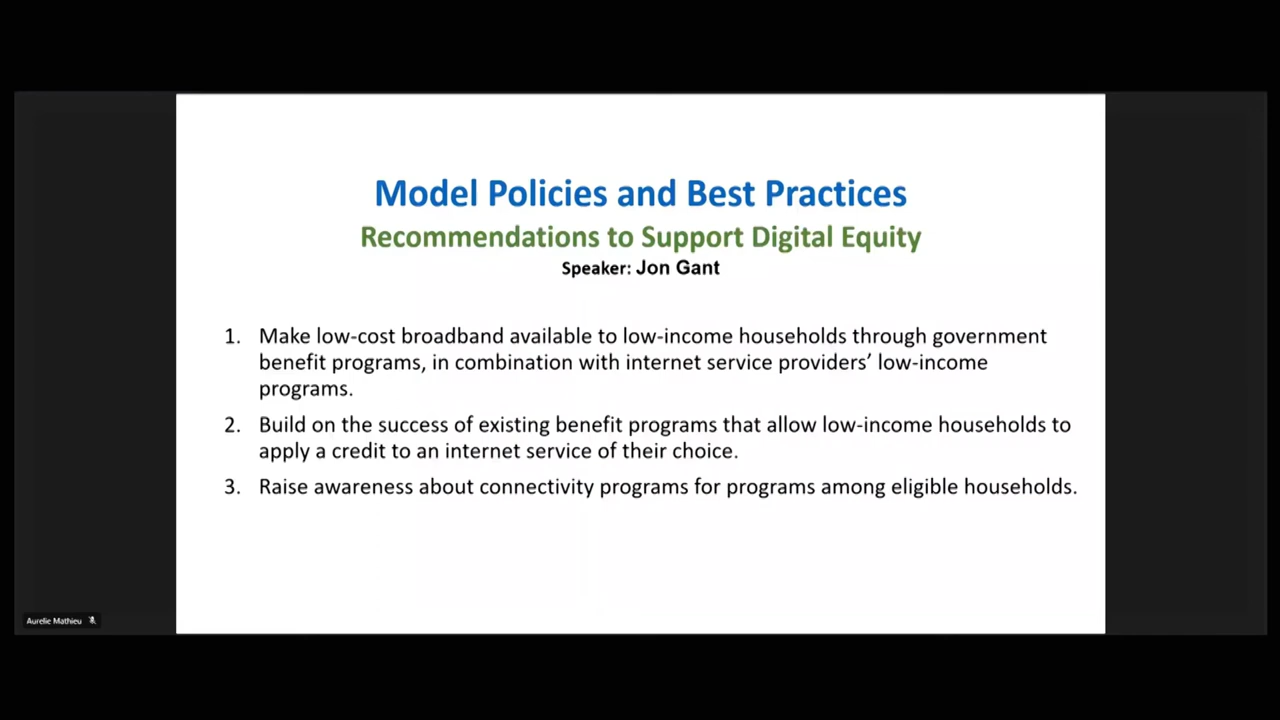 Model Policies and Best Practices
Recommendations to Support Digital Equity
Speaker: Jon Gant
1. Make low-cost broadband available to low-income households through government
benefit programs, in combination with internet service providers’ low-income
programs.
2. Build on the success of existing benefit programs that allow low-income households to
apply a credit to an internet service of their choice.
3. Raise awareness about connectivity programs for programs among eligible households.
Aurelie Mathieu